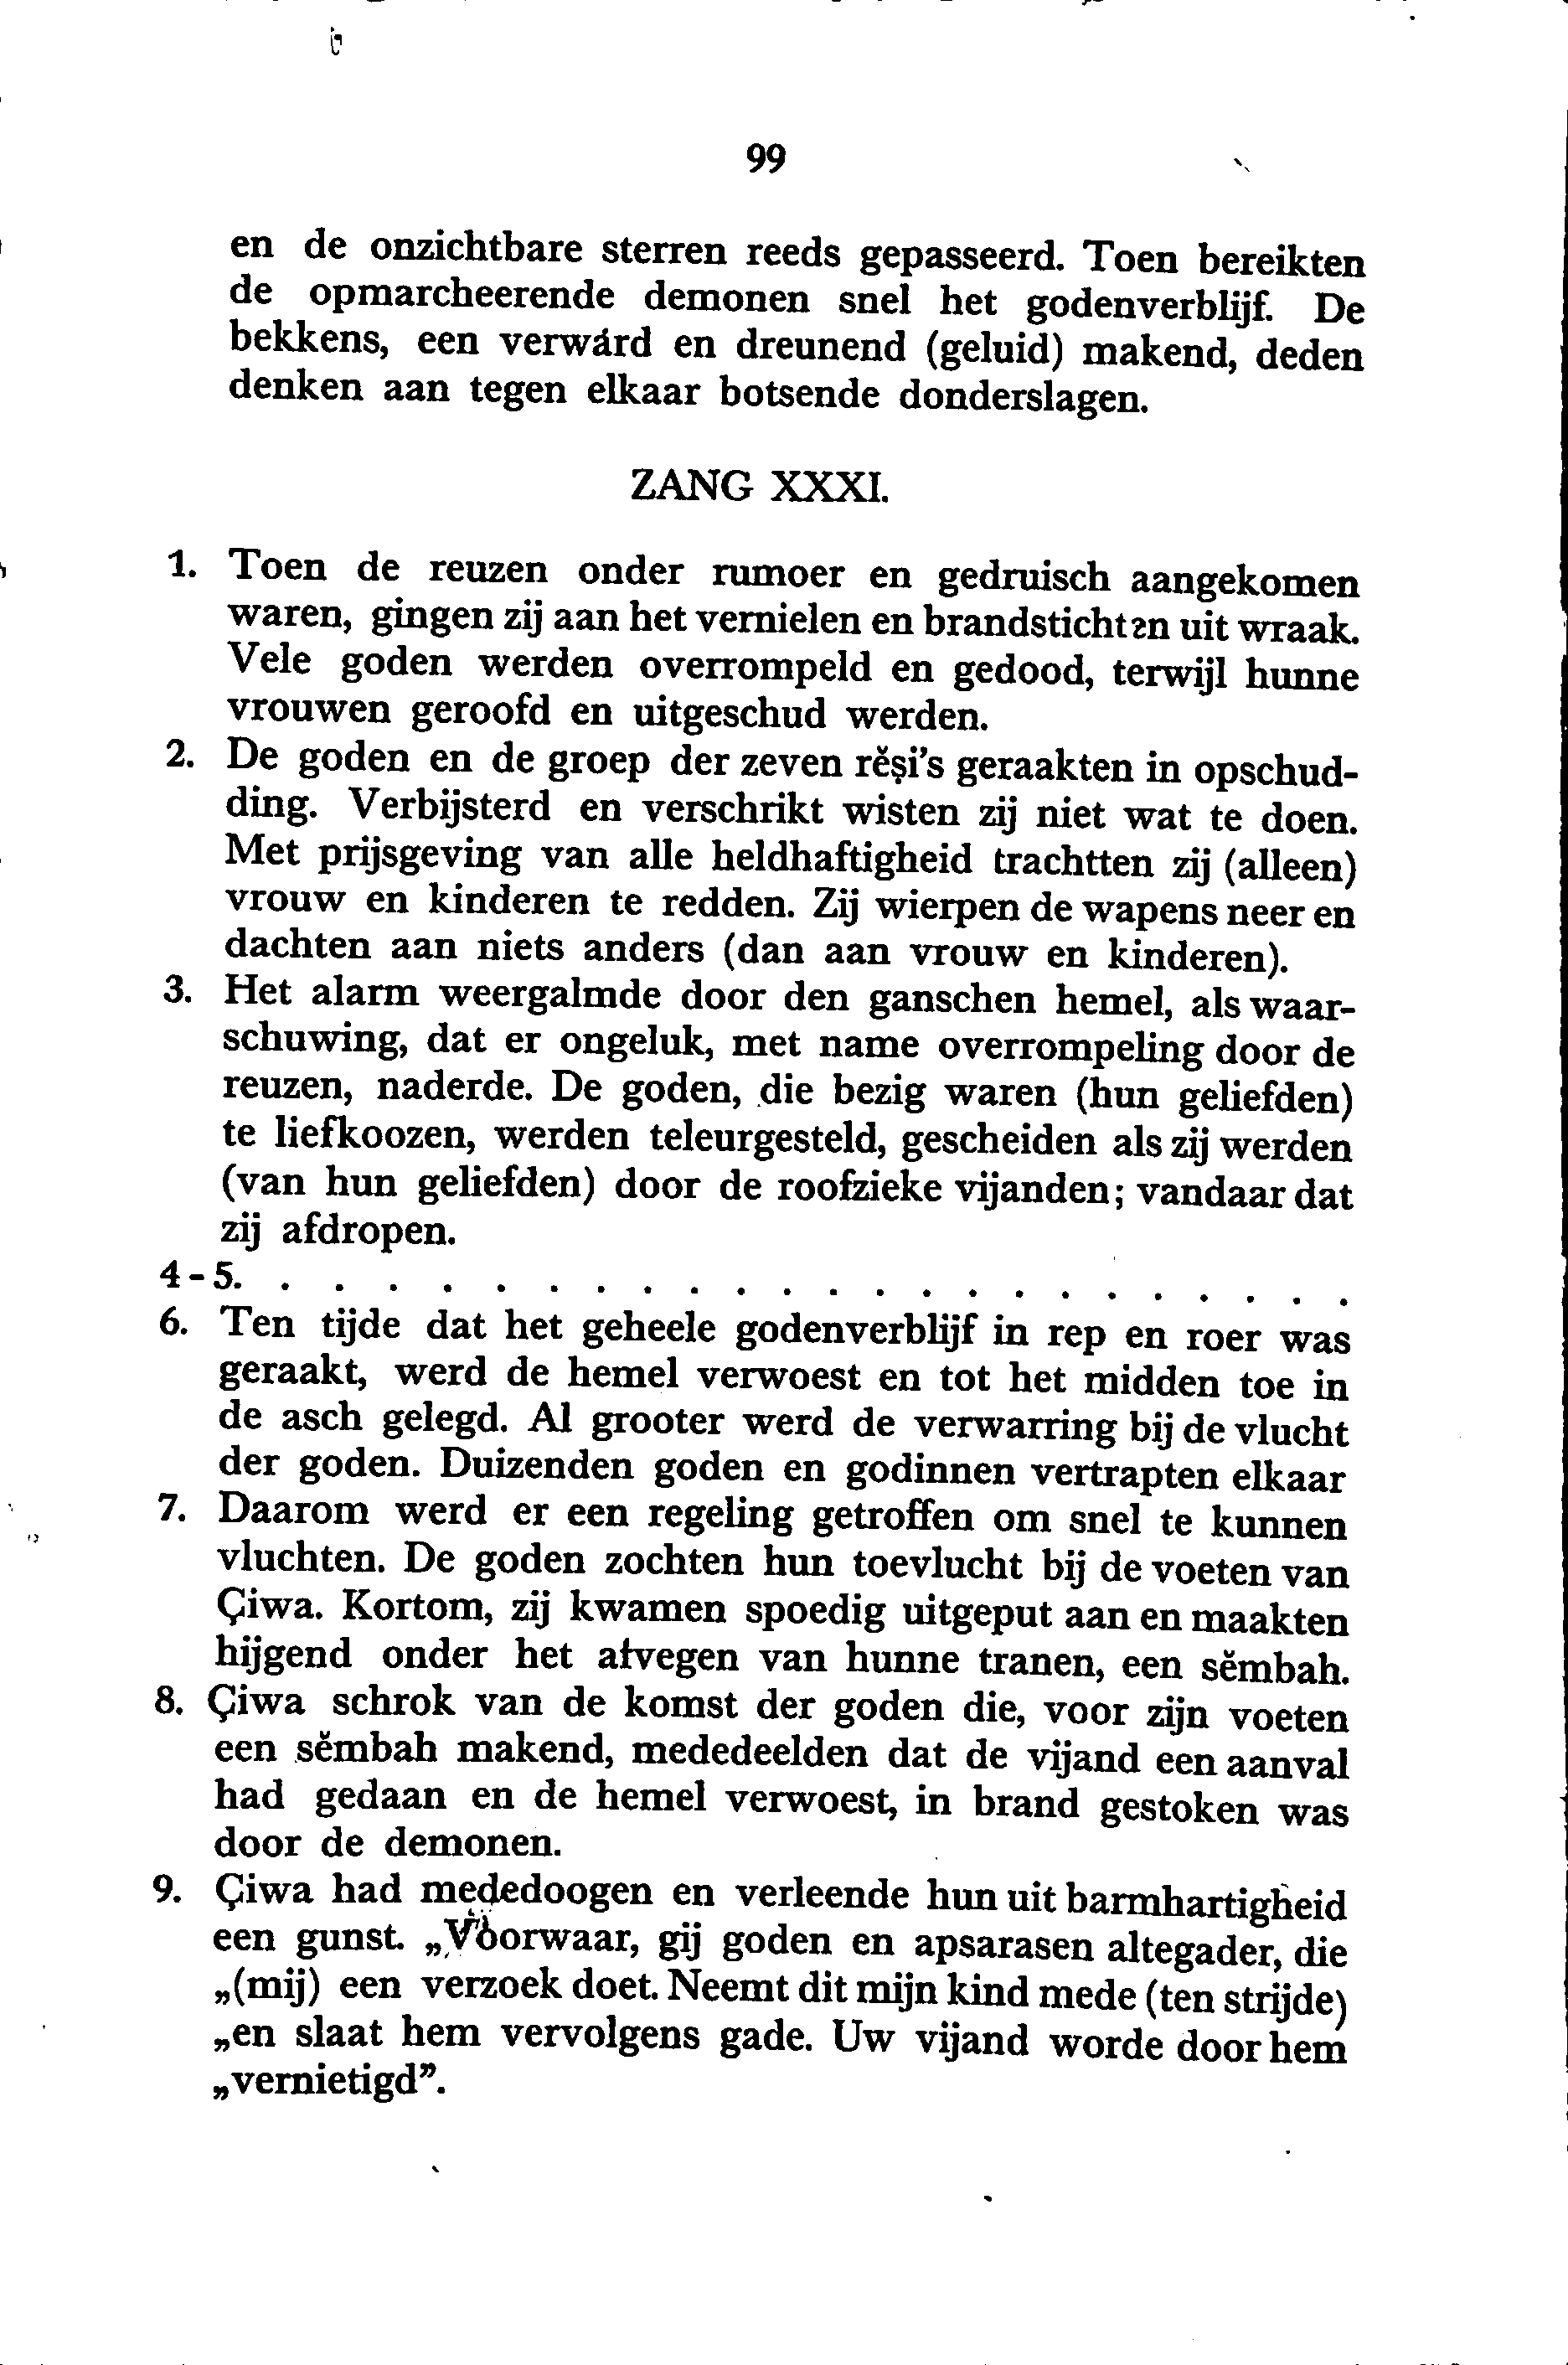 99
en de onzichtbare sterren reeds gepasseerd. Toen bereikten
de opmarcheerende demonen snel het godenverblijf. De
bekkens, een verwárd en dreunend (geluid) makend, deden
denken aan tegen elkaar botsende donderslagen.
ZANG XXXI.
1. Toen de reuzen onder rumoer en gedruisch aangekomen
waren, gingen zij aan het vernielen en brandstichten uit wraak.
Vele goden werden overrompeld en gedood, terwijl hunne
vrouwen geroofd en uitgeschud werden.
2. De goden en de groep der zeven rĕṣi's geraakten in opschud-
ding. Verbijsterd en verschrikt wisten zij niet wat te doen.
Met prijsgeving van alle heldhaftigheid trachtten zij (alleen)
vrouw en kinderen te redden. Zij wierpen de wapens neer en
dachten aan niets anders (dan aan vrouw en kinderen).
3. Het alarm weergalmde door den ganschen hemel, als waar-
schuwing, dat er ongeluk, met name overrompeling door de
reuzen, naderde. De goden, die bezig waren (hun geliefden)
te liefkoozen, werden teleurgesteld, gescheiden als zij werden
(van hun geliefden) door de roofzieke vijanden; vandaar dat
zij afdropen.
4-5. . . . . . . . . . . . . . . . . . . . . . . . .
6. Ten tijde dat het geheele godenverblijf in rep en roer was
geraakt, werd de hemel verwoest en tot het midden toe in
de asch gelegd. Al grooter werd de verwarring bij de vlucht
der goden. Duizenden goden en godinnen vertrapten elkaar
7. Daarom werd er een regeling getroffen om snel te kunnen
vluchten. De goden zochten hun toevlucht bij de voeten van
Çiwa. Kortom, zij kwamen spoedig uitgeput aan en maakten
hijgend onder het afvegen van hunne tranen, een sĕmbah.
8. Çiwa schrok van de komst der goden die, voor zijn voeten
een sĕmbah makend, mededeelden dat de vijand een aanval
had gedaan en de hemel verwoest, in brand gestoken was
door de demonen.
9. Çiwa had mededoogen en verleende hun uit barmhartigheid
een gunst. „Voorwaar, gij goden en apsarasen altegader, die
„(mij) een verzoek doet. Neemt dit mijn kind mede (ten strijde)
„en slaat hem vervolgens gade. Uw vijand worde door hem
„vernietigd”.